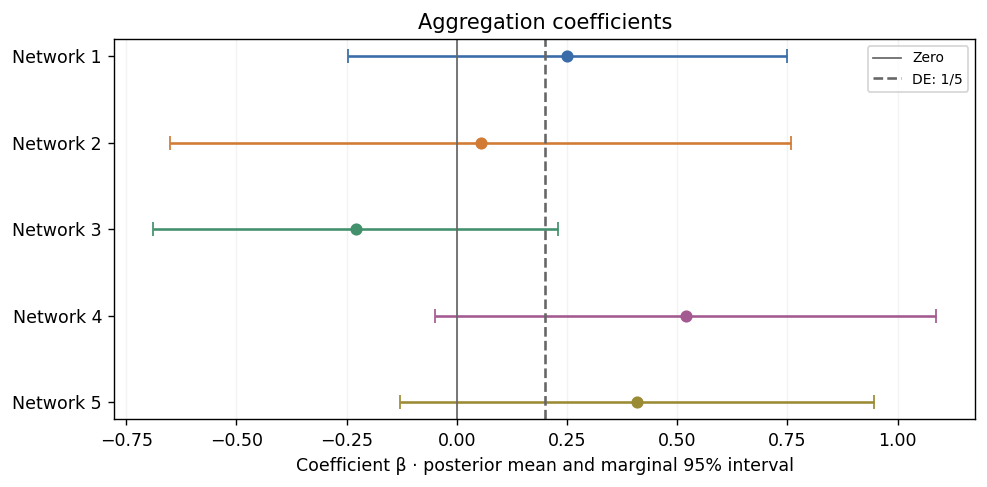 Aggregation coefficients
Network 1
Network 2
Network 3
Network 4
Network 5
Zero
DE: 1/5
−0.75 −0.50 −0.25 0.00 0.25 0.50 0.75 1.00
Coefficient β · posterior mean and marginal 95% interval